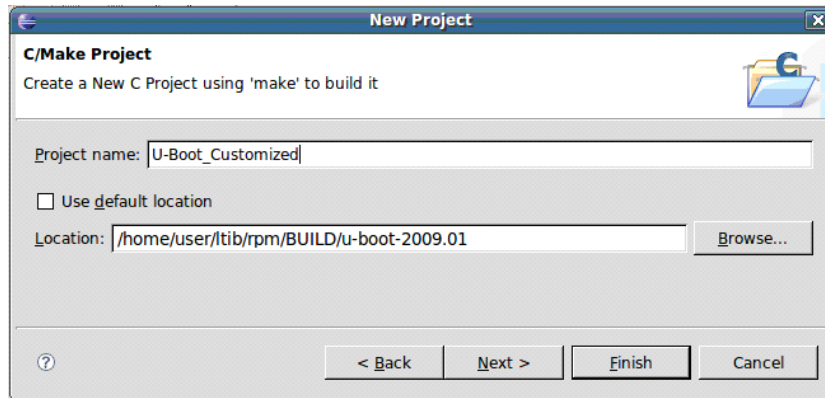 New Project
C/Make Project
Create a New C Project using 'make' to build it
C
Project name: U-Boot_Customized
Use default location
Location: /home/user/ltib/rpm/BUILD/u-boot-2009.01 Browse...
? < Back Next > Finish Cancel